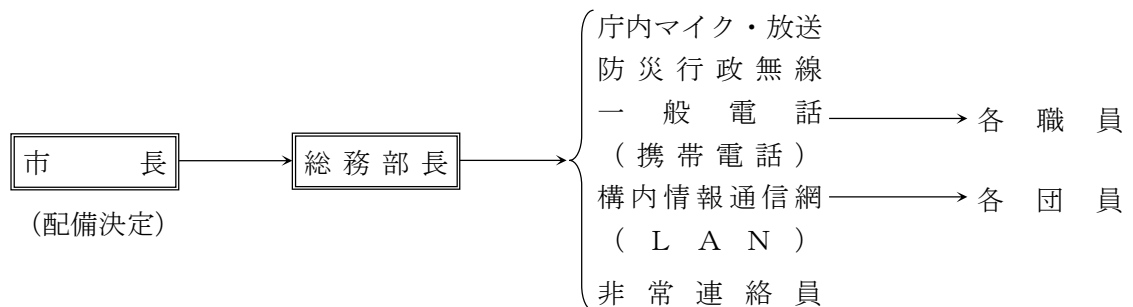 庁内マイク・放送
防災行政無線
一般電話
(携帯電話)
構内情報通信網
(LAN)
非常連絡員
市長
(配備決定)
総務部長
各職員
各団員